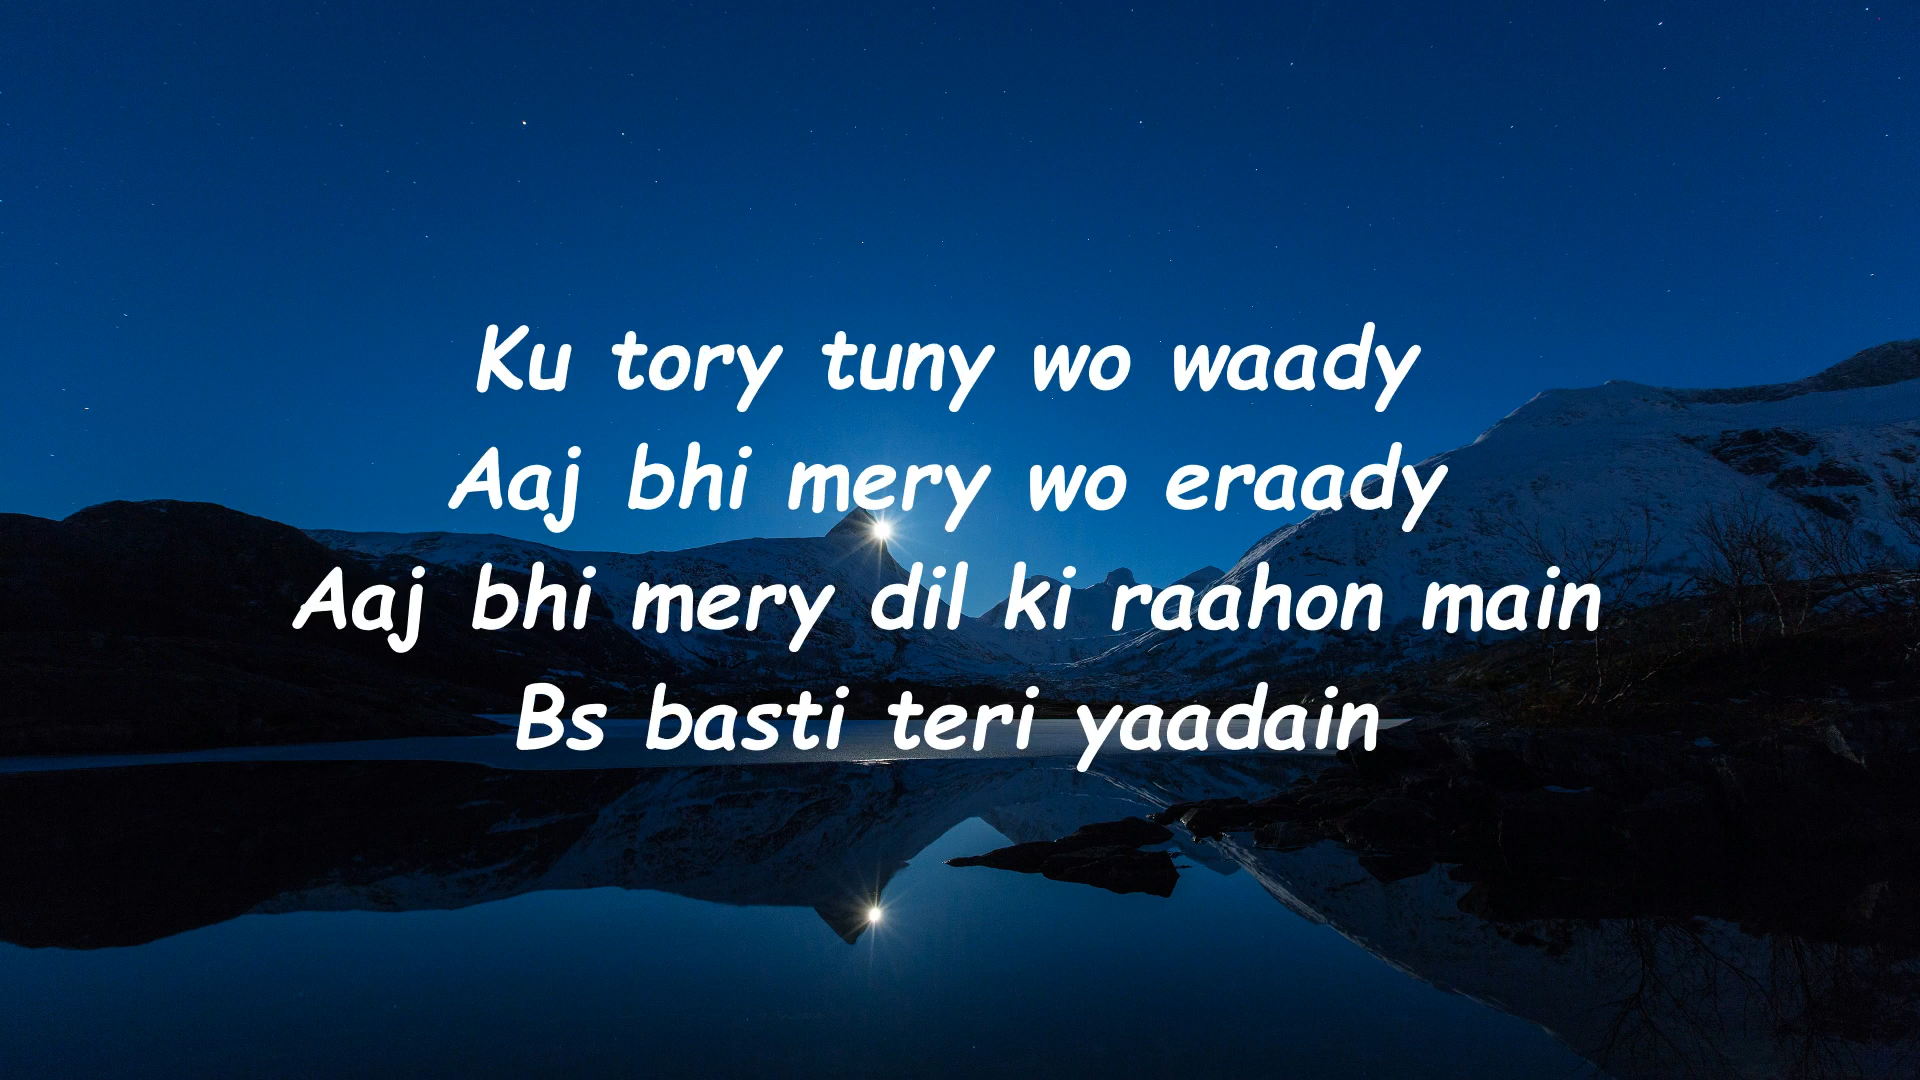 Ku tory tuny wo waady
Aaj bhi mery wo eraady
Aaj bhi mery dil ki raahon main
Bs basti teri yaadain